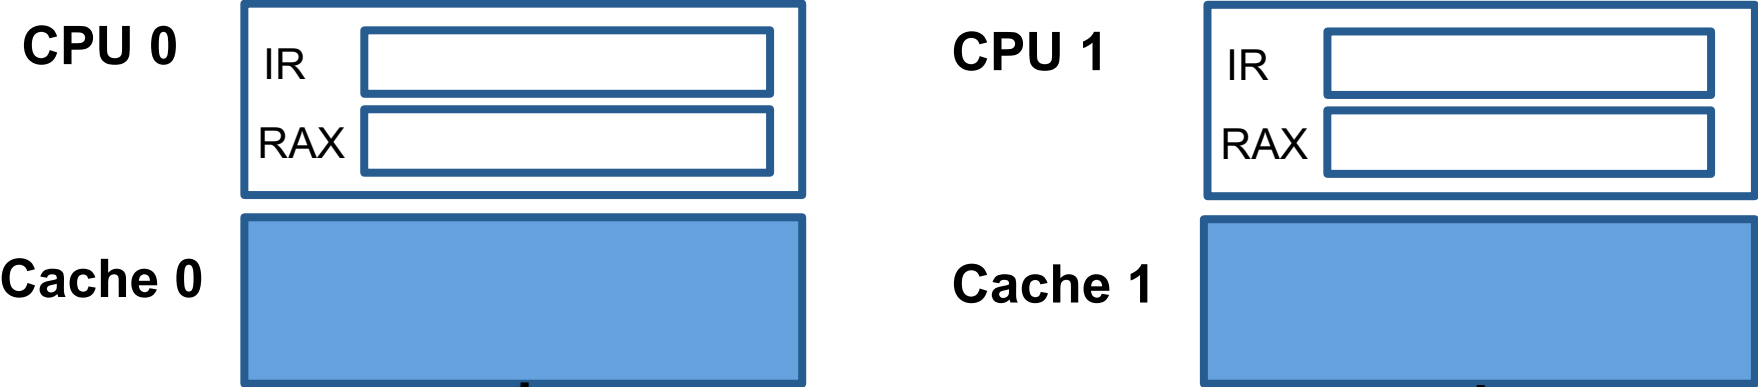 CPU 0
IR
RAX
Cache 0
CPU 1
IR
RAX
Cache 1